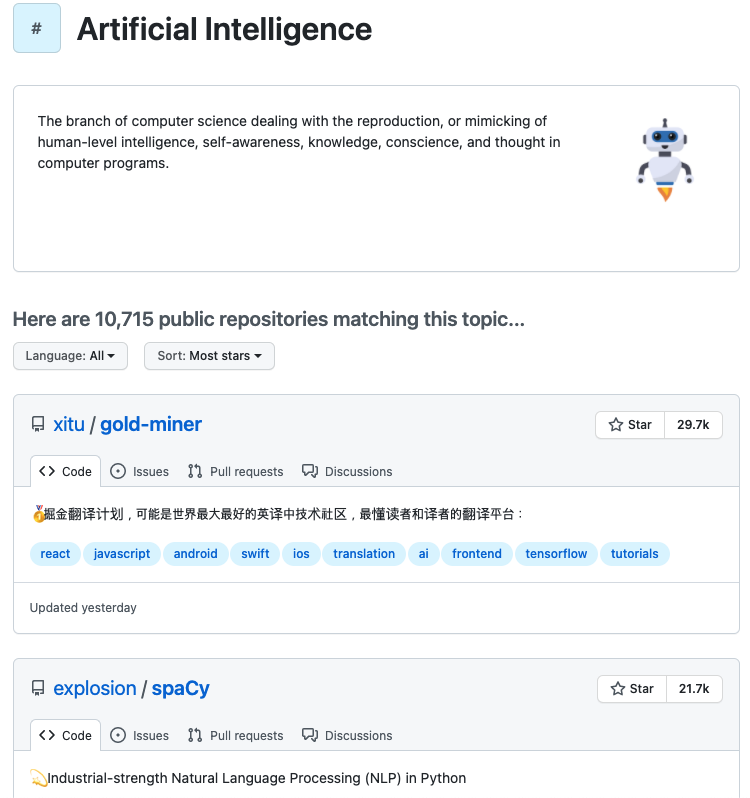 # Artificial Intelligence
The branch of computer science dealing with the reproduction, or mimicking of
human-level intelligence, self-awareness, knowledge, conscience, and thought in
computer programs.
Here are 10,715 public repositories matching this topic...
Language: All Sort: Most stars
xitu / gold-miner Star 29.7k
Code Issues Pull requests Discussions
🥇掘金翻译计划，可能是世界最大最好的英译中技术社区，最懂读者和译者的翻译平台：
react javascript android swift ios translation ai frontend tensorflow tutorials
Updated yesterday
explosion / spaCy Star 21.7k
Code Issues Pull requests Discussions
💫Industrial-strength Natural Language Processing (NLP) in Python